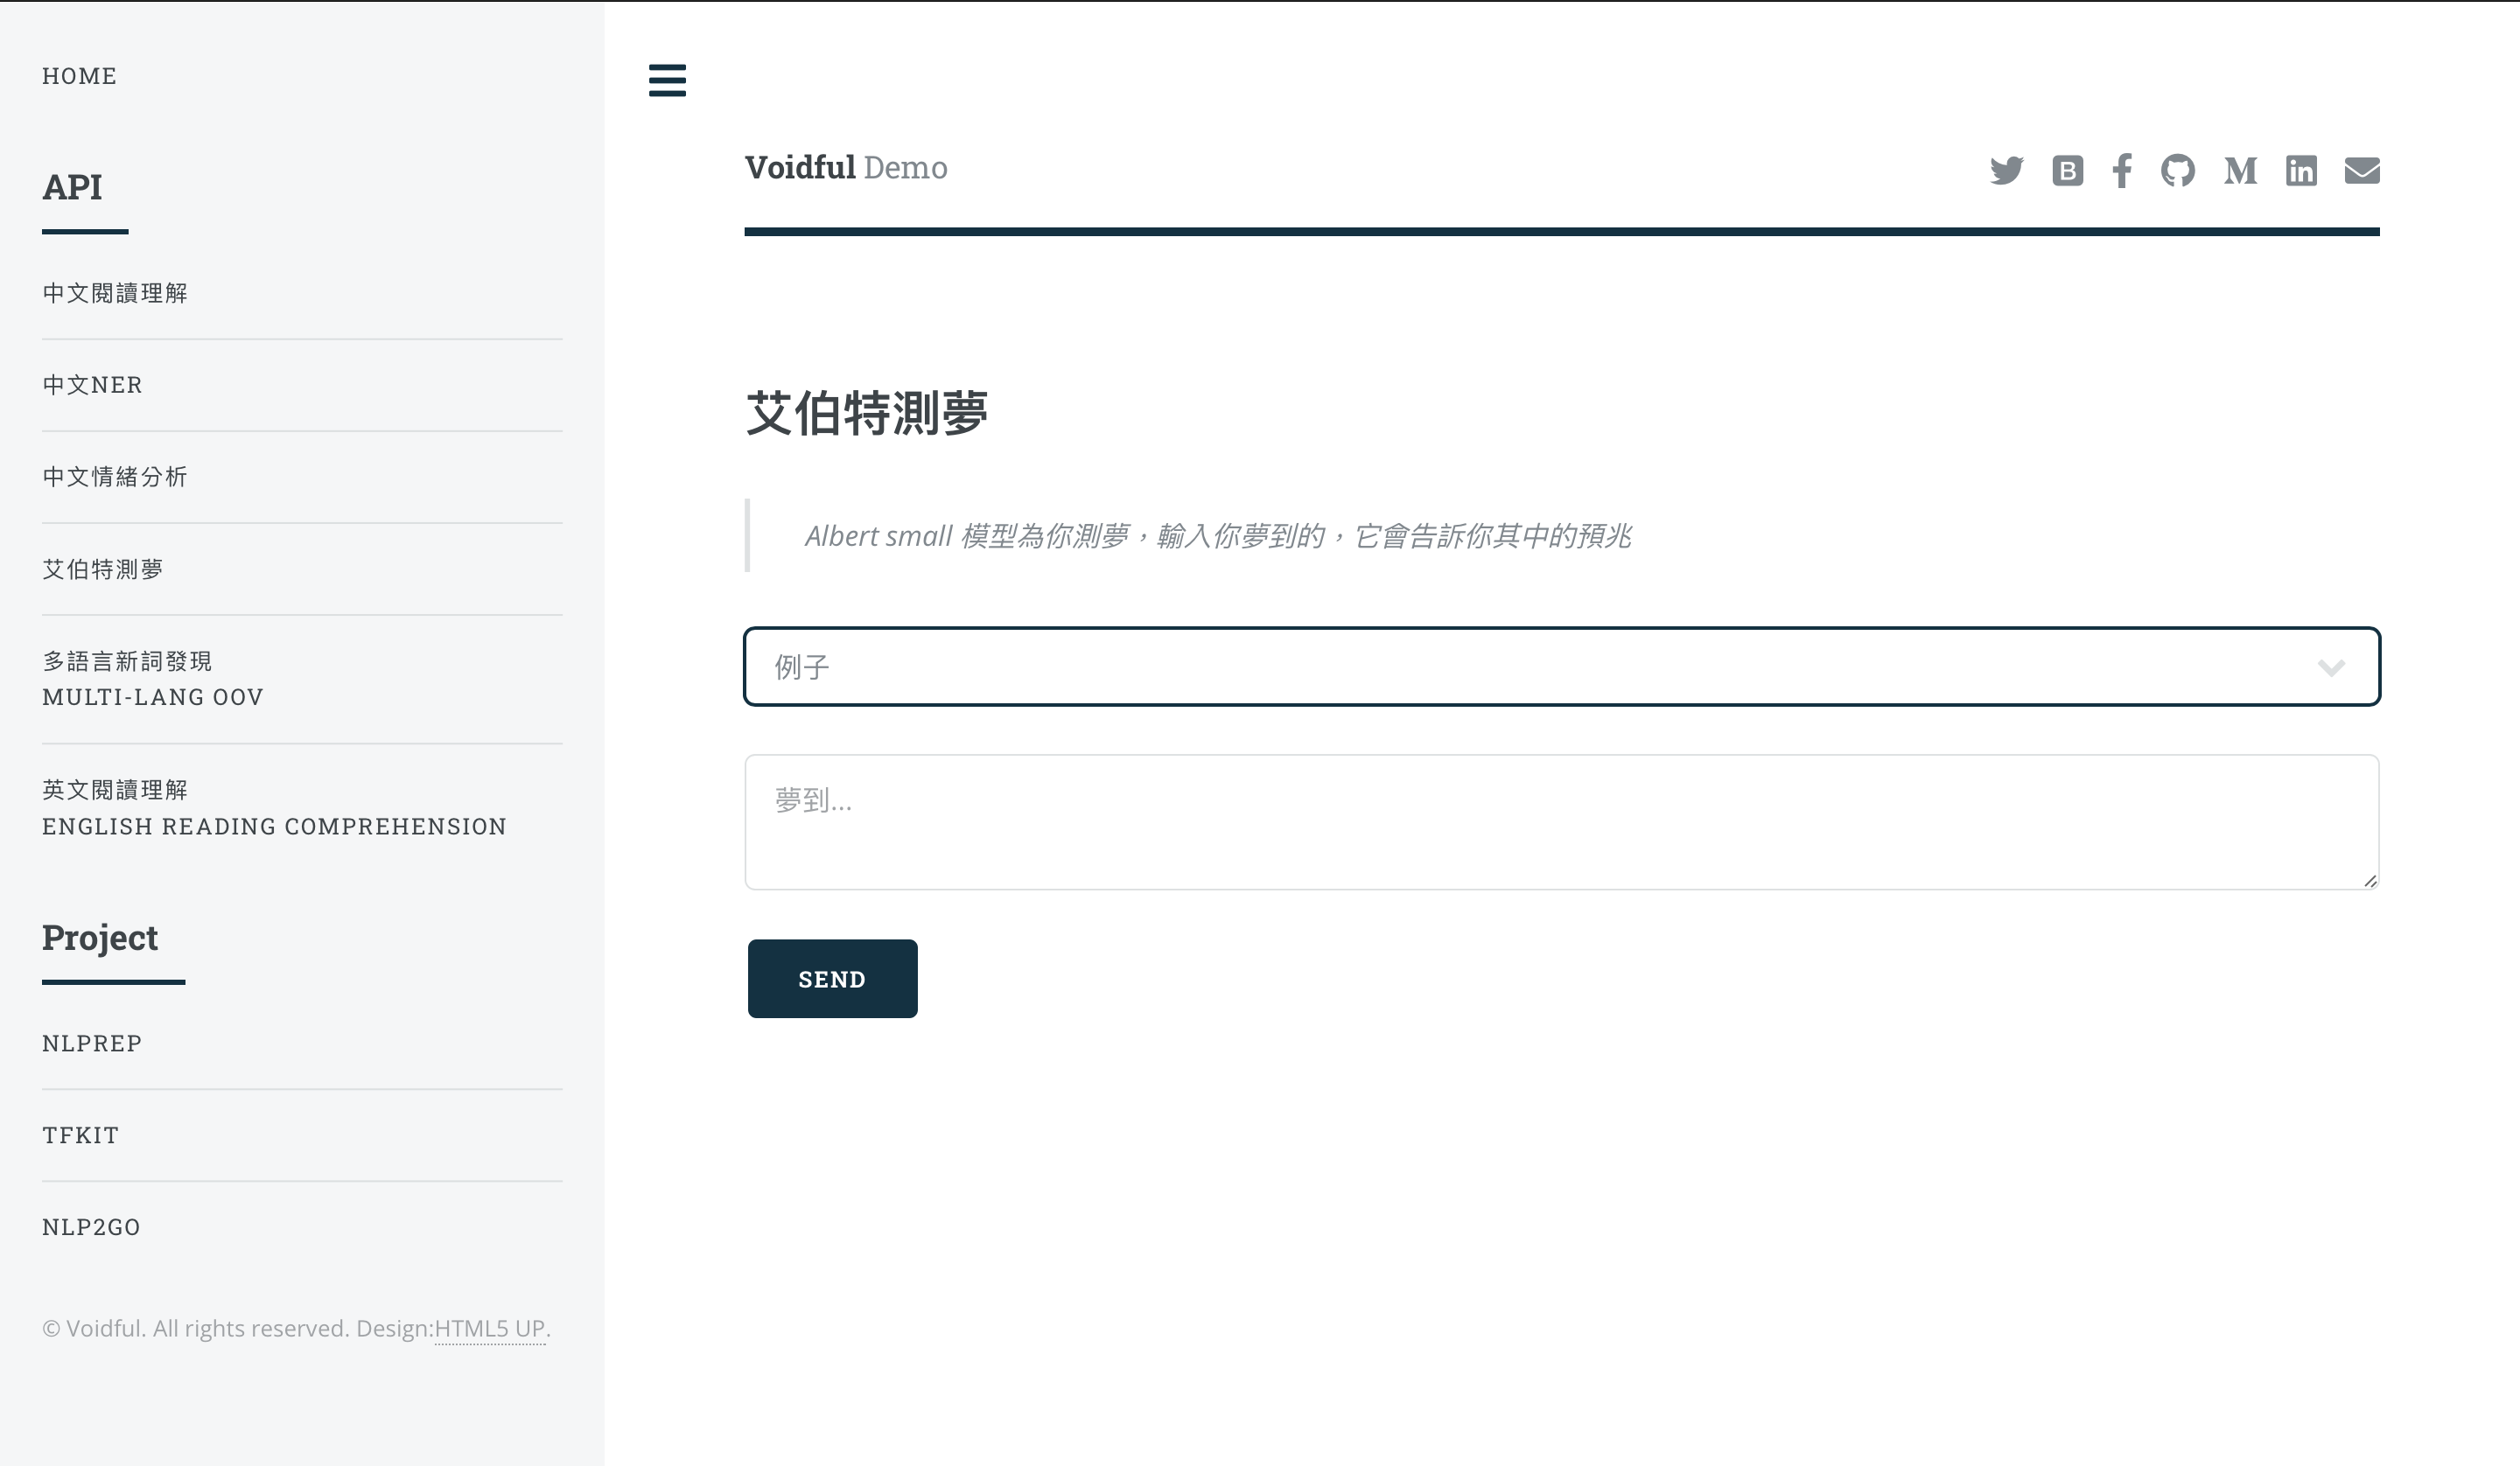 HOME
API
中文閱讀理解
中文NER
中文情緒分析
艾伯特測夢
多語言新詞發現
MULTI-LANG OOV
英文閱讀理解
ENGLISH READING COMPREHENSION
Project
NLPREP
TFKIT
NLP2GO
© Voidful. All rights reserved. Design:HTML5 UP.
Voidful Demo
艾伯特測夢
Albert small 模型為你測夢，輸入你夢到的，它會告訴你其中的預兆
例子
夢到...
SEND